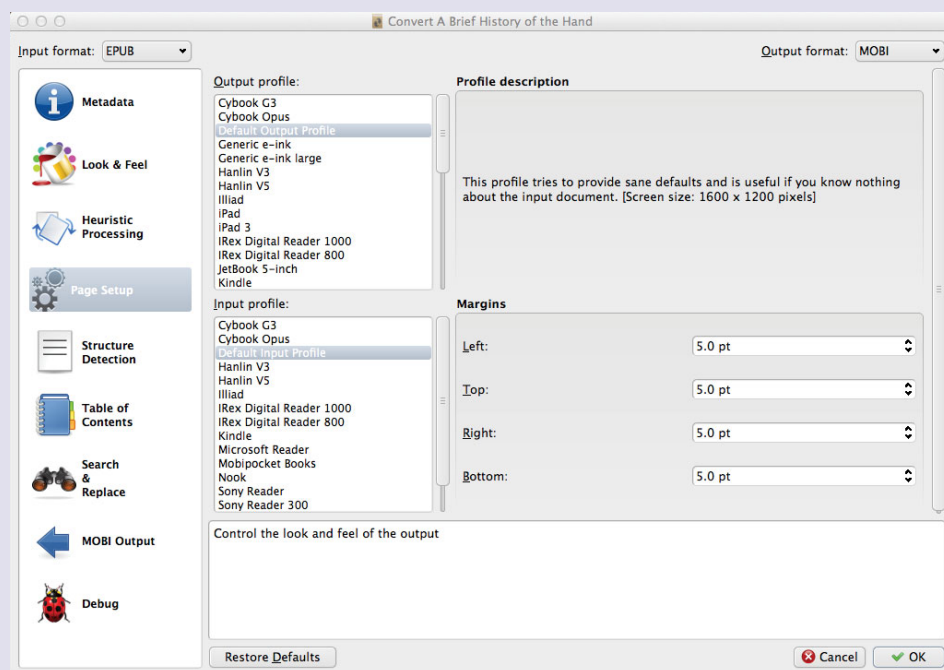 Convert A Brief History of the Hand
Input format: EPUB
Output format: MOBI
Metadata
Look & Feel
Heuristic
Processing
Page Setup
Structure
Detection
Table of
Contents
Search
&
Replace
MOBI Output
Debug
Output profile:
Cybook G3
Cybook Opus
Default Output Profile
Generic e-ink
Generic e-ink large
Hanlin V3
Hanlin V5
Illiad
iPad
iPad 3
IRex Digital Reader 1000
IRex Digital Reader 800
JetBook 5-inch
Kindle
Profile description
This profile tries to provide sane defaults and is useful if you know nothing
about the input document. [Screen size: 1600 x 1200 pixels]
Input profile:
Cybook G3
Cybook Opus
Default Input Profile
Hanlin V3
Hanlin V5
Illiad
IRex Digital Reader 1000
IRex Digital Reader 800
Kindle
Microsoft Reader
Mobipocket Books
Nook
Sony Reader
Sony Reader 300
Margins
Left: 5.0 pt
Top: 5.0 pt
Right: 5.0 pt
Bottom: 5.0 pt
Control the look and feel of the output
Restore Defaults
Cancel
OK